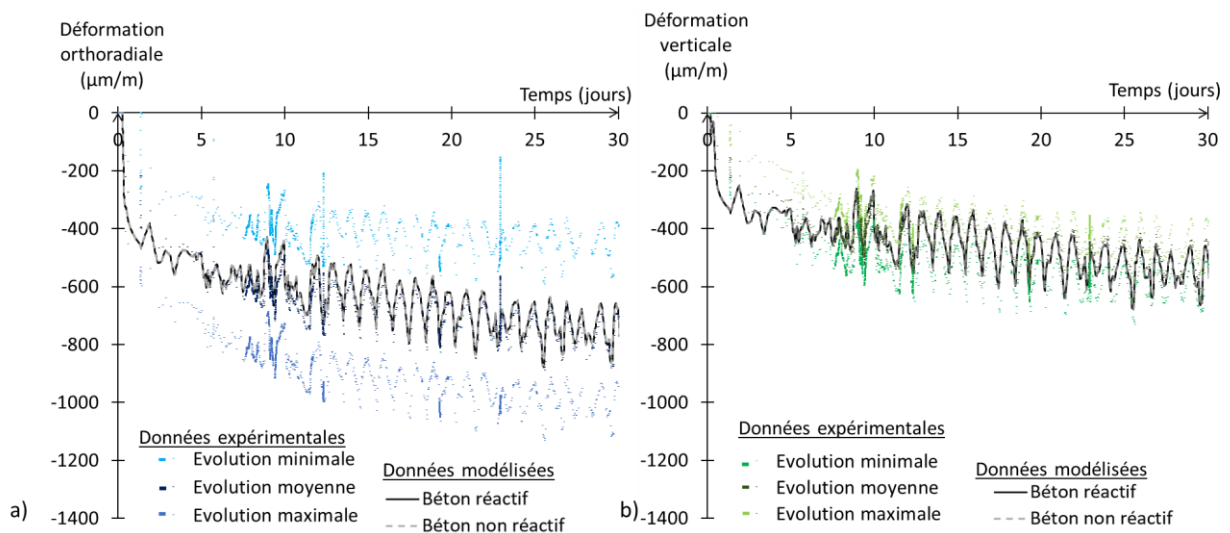 Déformation
orthoradiale
(µm/m)
Temps (jours)
0
0 5 10 15 20 25 30
-200
-400
-600
-800
-1000
-1200
-1400
Données expérimentales
Evolution minimale
Evolution moyenne
Evolution maximale
Données modélisées
Béton réactif
Béton non réactif
a)
Déformation
verticale
(µm/m)
Temps (jours)
0
0 5 10 15 20 25 30
-200
-400
-600
-800
-1000
-1200
-1400
Données expérimentales
Evolution minimale
Evolution moyenne
Evolution maximale
Données modélisées
Béton réactif
Béton non réactif
b)